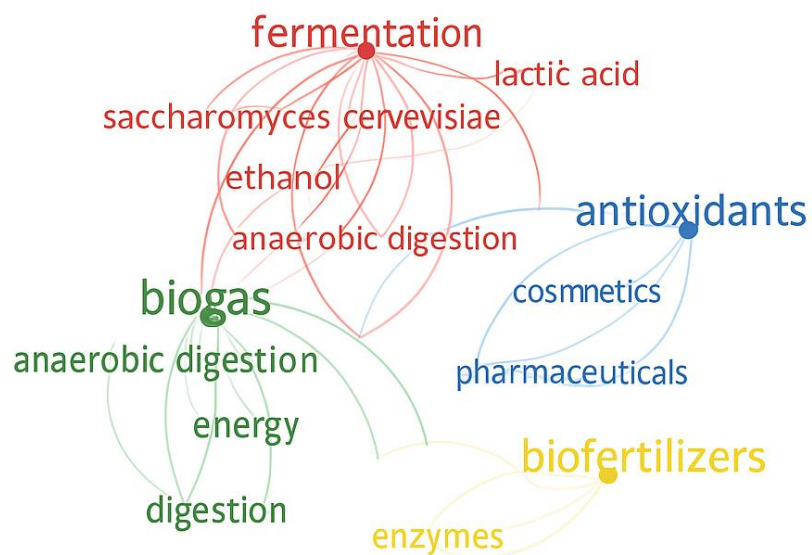 fermentation
lactic acid
saccharomyces cervevisiae
ethanol
antioxidants
anaerobic digestion
biogas
cosmnetics
anaerobic digestion
pharmaceuticals
energy
biofertilizers
digestion
enzymes